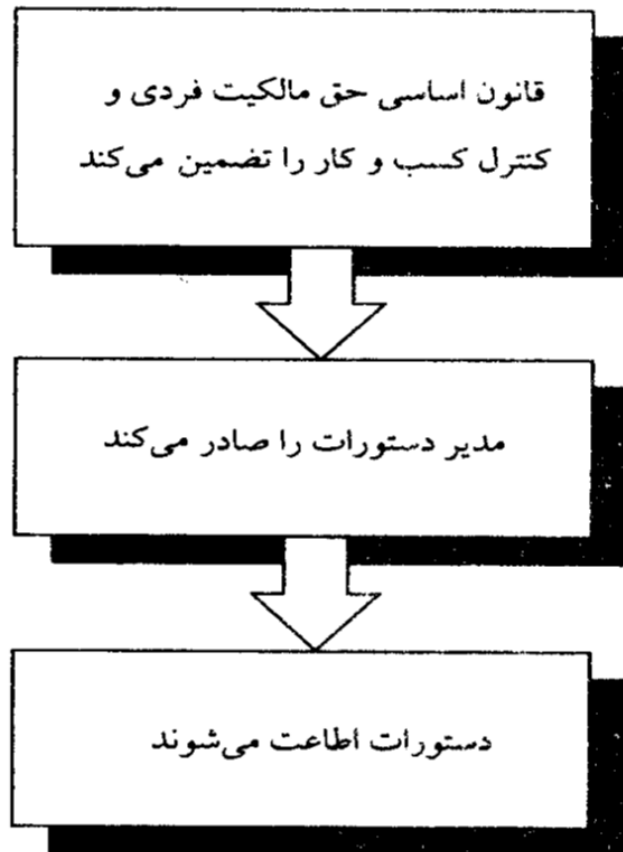 قانون اساسی حق مالکیت فردی و
کنترل کسب و کار را تضمین می‌کند
مدیر دستورات را صادر می‌کند
دستورات اطاعت می‌شوند